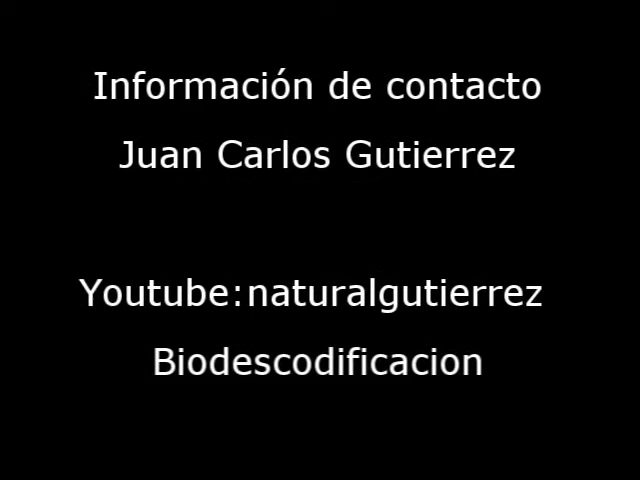 Información de contacto
Juan Carlos Gutierrez
Youtube:naturalgutierrez
Biodescodificacion